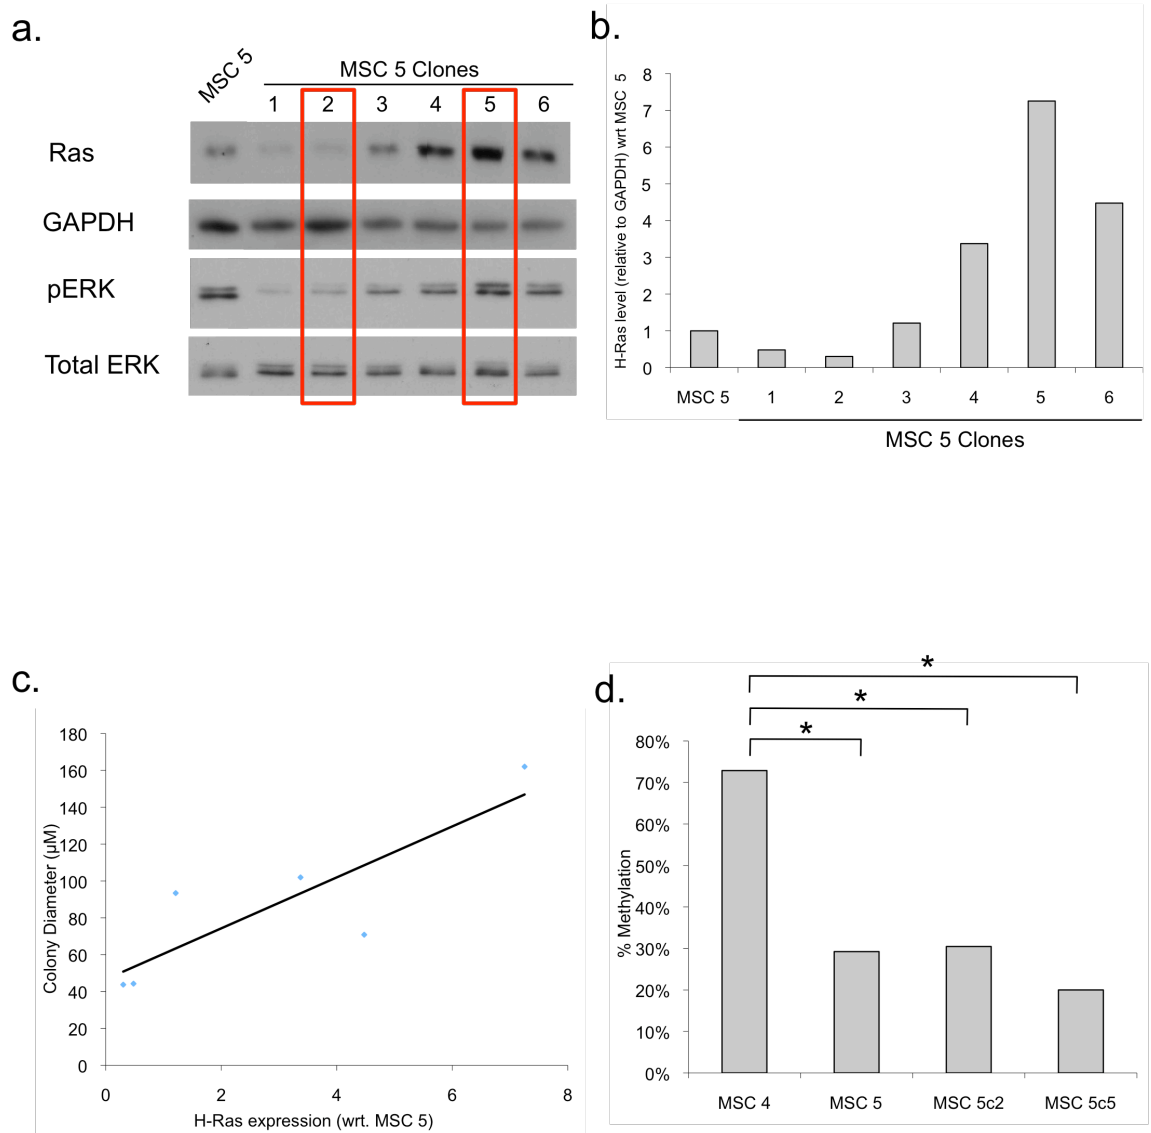 a.
MSC 5
MSC 5 Clones
1 2 3 4 5 6
Ras
GAPDH
pERK
Total ERK
b.
H-Ras level (relative to GAPDH) wrt MSC 5
8
7
6
5
4
3
2
1
0
MSC 5 1 2 3 4 5 6
MSC 5 Clones
c.
Colony Diameter (µM)
180
160
140
120
100
80
60
40
20
0
0 2 4 6 8
H-Ras expression (wrt. MSC 5)
d.
*
*
*
% Methylation
80%
70%
60%
50%
40%
30%
20%
10%
0%
MSC 4 MSC 5 MSC 5c2 MSC 5c5